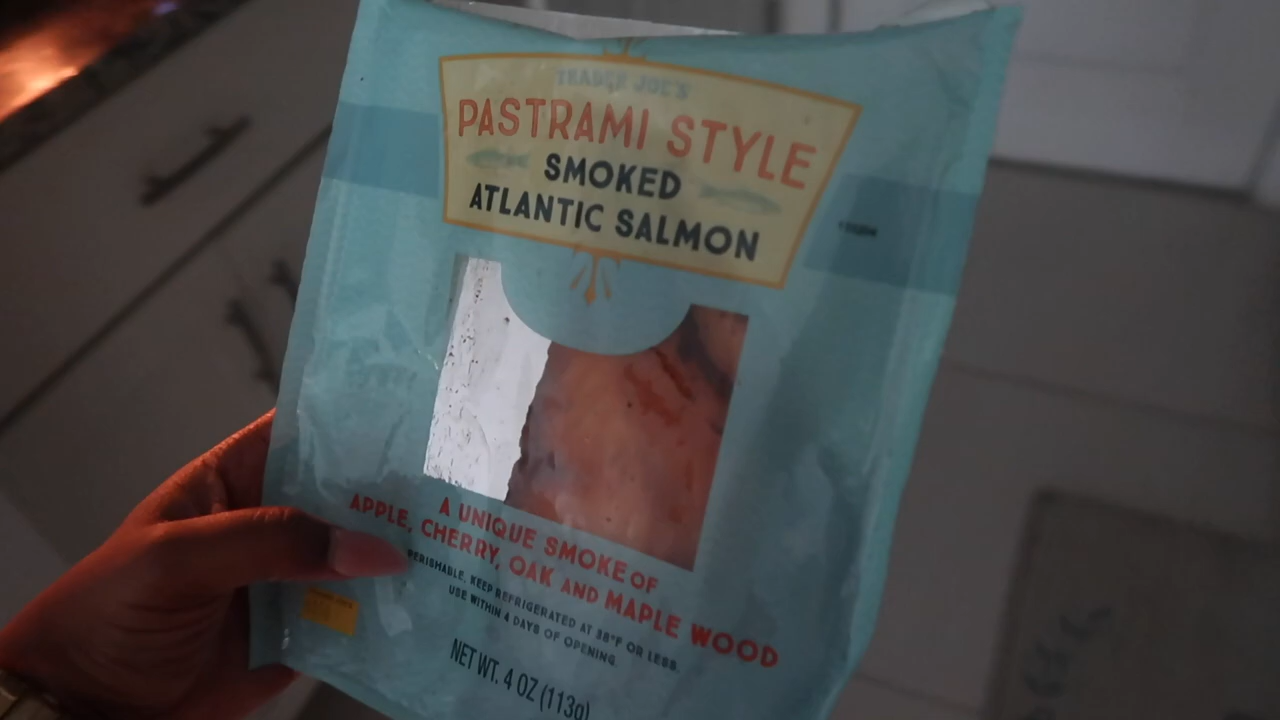 TRADER JOE'S
PASTRAMI STYLE
SMOKED
ATLANTIC SALMON
A UNIQUE SMOKE OF
APPLE, CHERRY, OAK AND MAPLE WOOD
PERISHABLE, KEEP REFRIGERATED AT 38°F OR LESS.
USE WITHIN 4 DAYS OF OPENING.
NET WT. 4 OZ (113g)